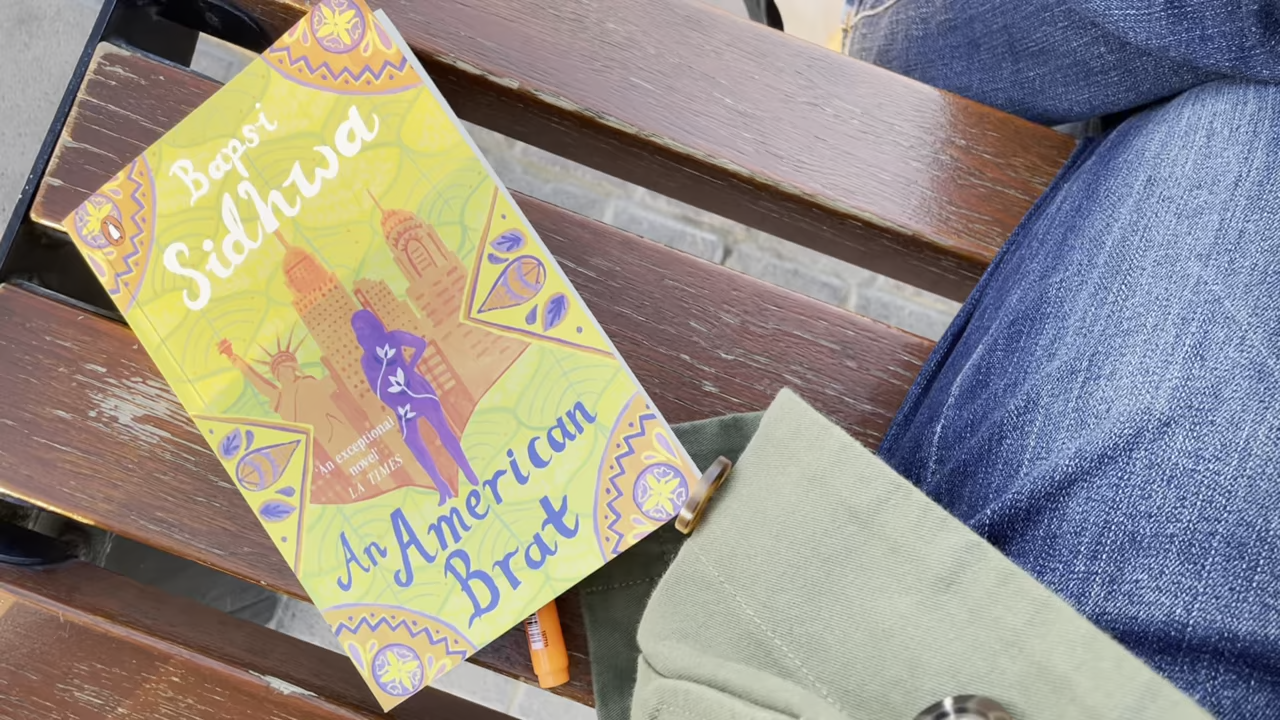 Bapsi
Sidhwa
'An exceptional
novel'
LA TIMES
An American
Brat